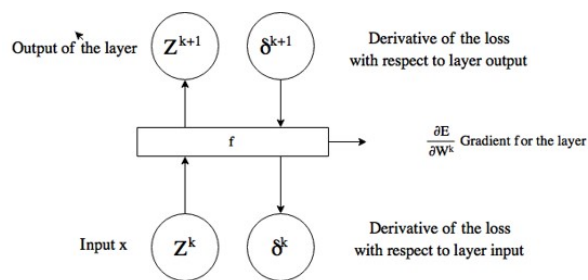 Output of the layer
Z^{k+1}
δ^{k+1}
Derivative of the loss
with respect to layer output
f
∂E
∂W^k
Gradient f or the layer
Input x
Z^k
δ^k
Derivative of the loss
with respect to layer input